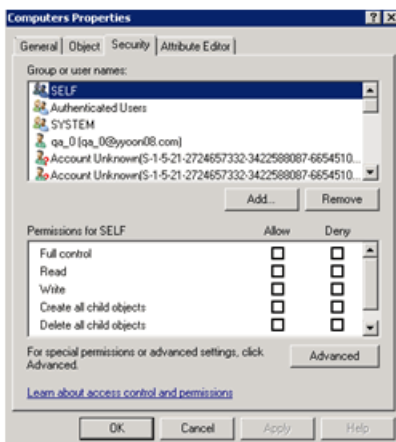 Computers Properties
General Object Security Attribute Editor
Group or user names:
SELF
Authenticated Users
SYSTEM
qa_0 (qa_0@yyoon08.com)
Account Unknown(S-1-5-21-2724657332-3422588087-6654510...
Account Unknown(S-1-5-21-2724657332-3422588087-6654510...
Add... Remove
Permissions for SELF Allow Deny
Full control
Read
Write
Create all child objects
Delete all child objects
For special permissions or advanced settings, click
Advanced.
Advanced
Learn about access control and permissions
OK Cancel Apply Help